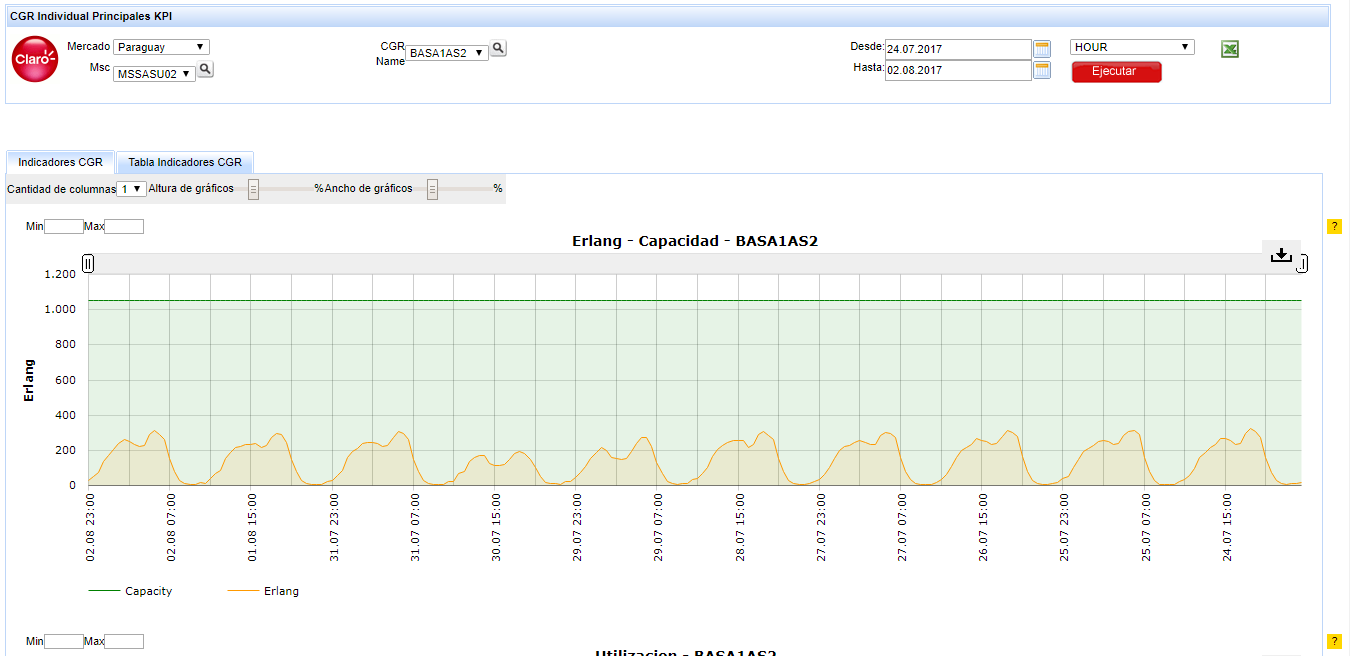 CGR Individual Principales KPI
Claro
Mercado Paraguay
Msc MSSASU02
CGR Name BASA1AS2
Desde: 24.07.2017
Hasta: 02.08.2017
HOUR
Ejecutar
Indicadores CGR Tabla Indicadores CGR
Cantidad de columnas 1 Altura de gráficos % Ancho de gráficos %
Min Max
?
Erlang - Capacidad - BASA1AS2
Erlang
1.200
1.000
800
600
400
200
0
02.08 23:00
02.08 07:00
01.08 15:00
31.07 23:00
31.07 07:00
30.07 15:00
29.07 23:00
29.07 07:00
28.07 15:00
27.07 23:00
27.07 07:00
26.07 15:00
25.07 23:00
25.07 07:00
24.07 15:00
Capacity Erlang
Min Max
?
Utilizacion - BASA1AS2